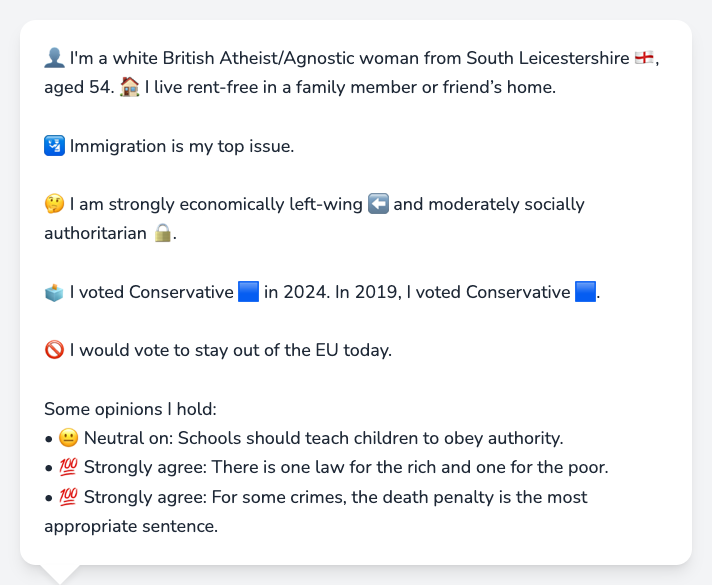 👤 I'm a white British Atheist/Agnostic woman from South Leicestershire 🏴󠁧󠁢󠁥󠁮󠁧󠁿,
aged 54. 🏠 I live rent-free in a family member or friend’s home.
🛂 Immigration is my top issue.
🤔 I am strongly economically left-wing ⬅️ and moderately socially
authoritarian 🔒.
🗳️ I voted Conservative 🟦 in 2024. In 2019, I voted Conservative 🟦.
🚫 I would vote to stay out of the EU today.
Some opinions I hold:
• 😐 Neutral on: Schools should teach children to obey authority.
• 💯 Strongly agree: There is one law for the rich and one for the poor.
• 💯 Strongly agree: For some crimes, the death penalty is the most
appropriate sentence.